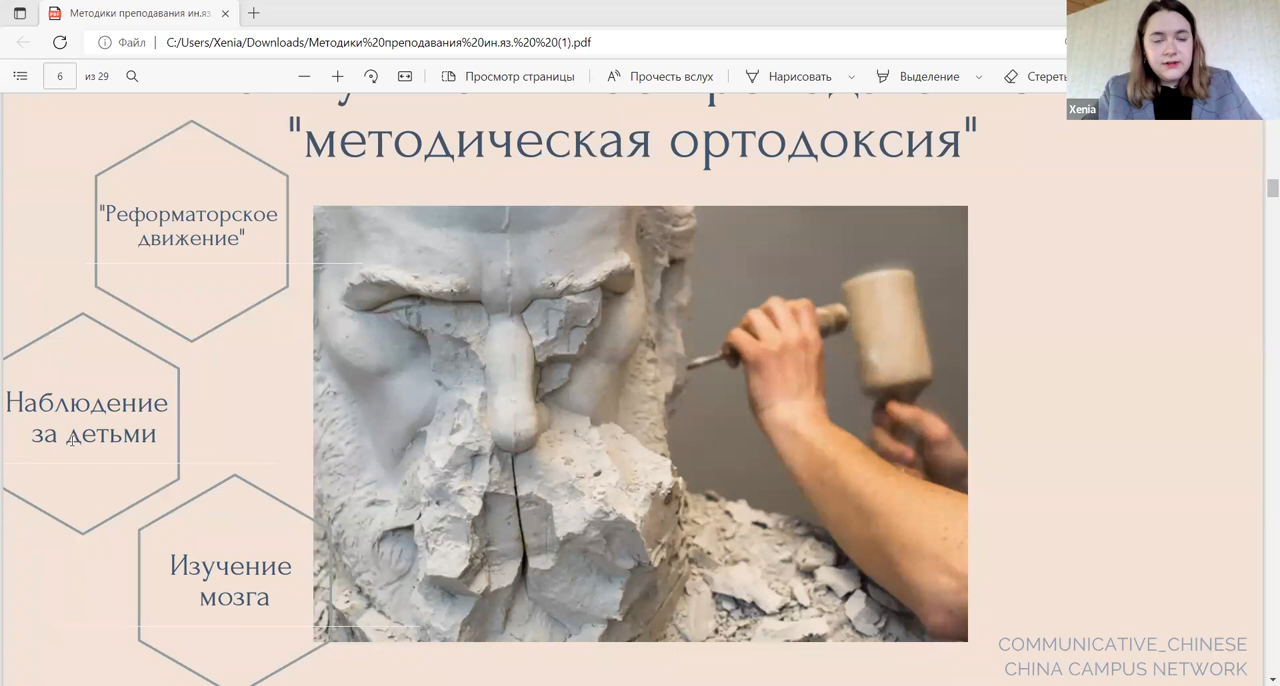 Методики преподавания ин.яз.
Файл
C:/Users/Xenia/Downloads/Методики%20преподавания%20ин.яз.%20%20(1).pdf
6 из 29
Просмотр страницы
Прочесть вслух
Нарисовать
Выделение
Стереть
Xenia
"методическая ортодоксия"
"Реформаторское
движение"
Наблюдение
за детьми
Изучение
мозга
COMMUNICATIVE_CHINESE
CHINA CAMPUS NETWORK